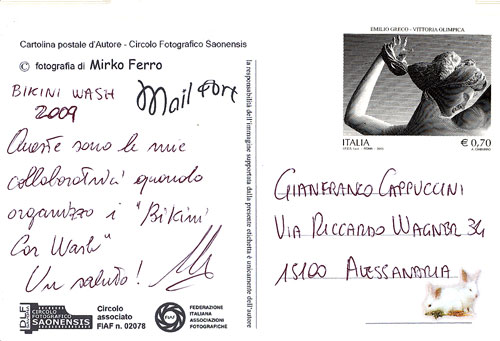 Cartolina postale d'Autore - Circolo Fotografico Saonensis
© fotografia di Mirko Ferro
BIKINI WASH
2009
Mail Art
Queste sono le mie
collaboratrici quando
organizzo i "Bikini
Car Wash"
Un saluto!
CIRCOLO
FOTOGRAFICO
SAONENSIS
Circolo
associato
FIAF n. 02078
FIAF
FEDERAZIONE
ITALIANA
ASSOCIAZIONI
FOTOGRAFICHE
la responsabilità dell'immagine supportata dalla presente etichetta è unicamente dell'autore
EMILIO GRECO - VITTORIA OLIMPICA
ITALIA
€ 0,70
GIANFRANCO CAPPUCCINI
VIA RICCARDO WAGNER 34
15100 ALESSANDRIA